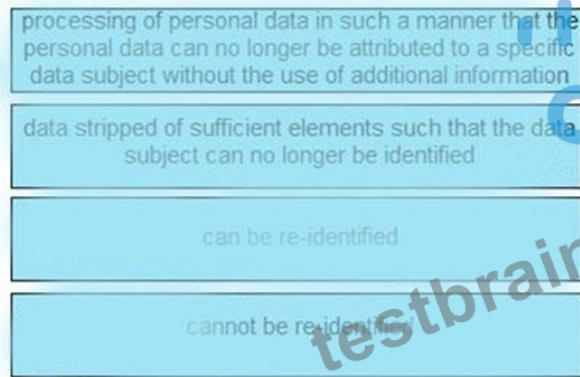 processing of personal data in such a manner that the
personal data can no longer be attributed to a specific
data subject without the use of additional information
data stripped of sufficient elements such that the data
subject can no longer be identified
can be re-identified
cannot be re-identified
testbrain